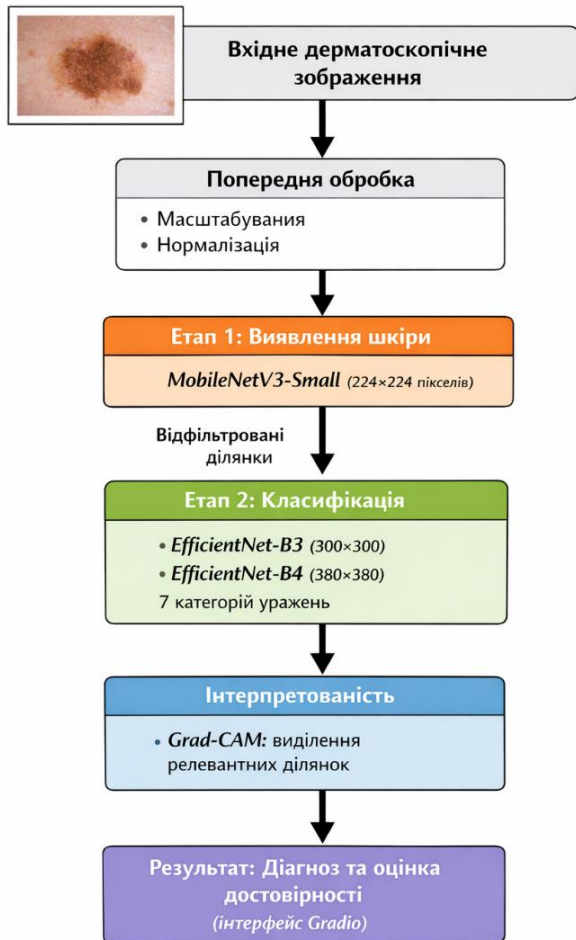 Вхідне дерматоскопічне
зображення
Попередня обробка
• Масштабування
• Нормалізація
Етап 1: Виявлення шкіри
MobileNetV3-Small (224×224 пікселів)
Відфільтровані
ділянки
Етап 2: Класифікація
• EfficientNet-B3 (300×300)
• EfficientNet-B4 (380×380)
7 категорій уражень
Інтерпретованість
• Grad-CAM: виділення
релевантних ділянок
Результат: Діагноз та оцінка
достовірності
(інтерфейс Gradio)